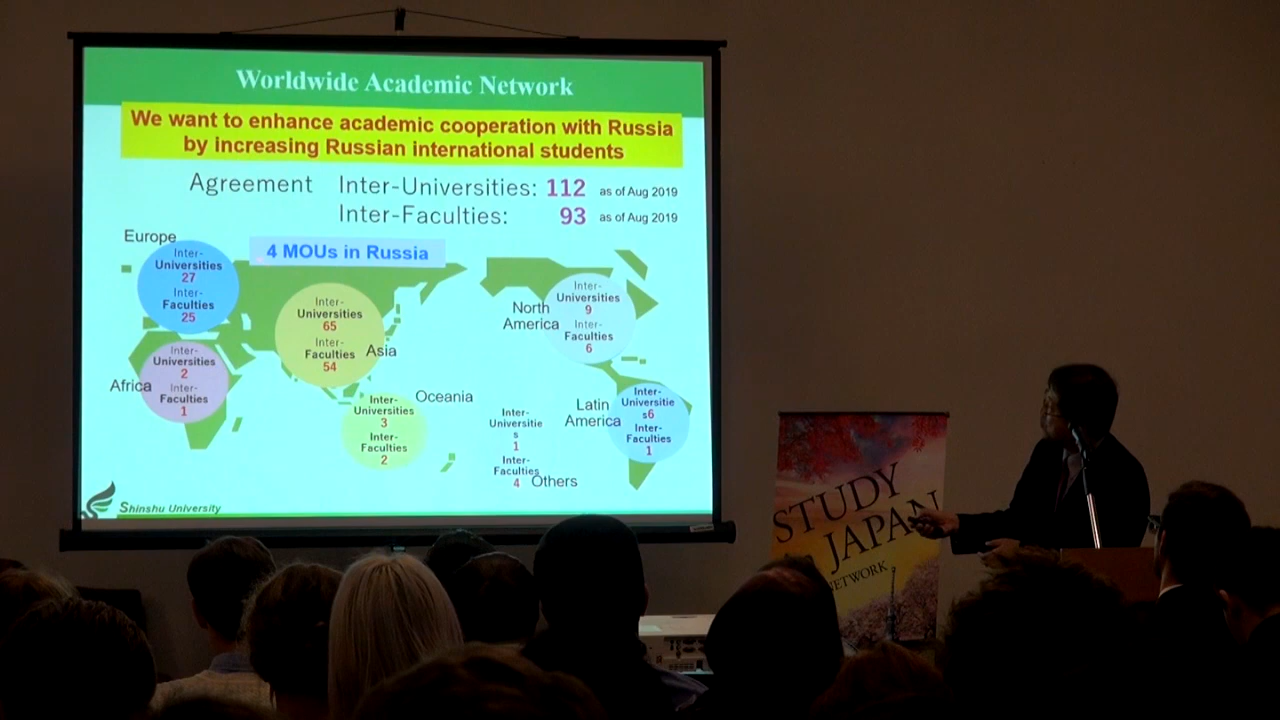 Worldwide Academic Network
We want to enhance academic cooperation with Russia
by increasing Russian international students
Agreement Inter-Universities: 112 as of Aug 2019
Inter-Faculties: 93 as of Aug 2019
4 MOUs in Russia
Europe
Inter-
Universities
27
Inter-
Faculties
25
Inter-
Universities
65
Inter-
Faculties
54
Asia
North
America
Inter-
Universities
9
Inter-
Faculties
6
Africa
Inter-
Universities
2
Inter-
Faculties
1
Oceania
Inter-
Universities
3
Inter-
Faculties
2
Inter-
Universitie
s
1
Inter-
Faculties
4
Others
Latin
America
Inter-
Universitie
s6
Inter-
Faculties
1
Shinshu University
STUDY
JAPAN
NETWORK